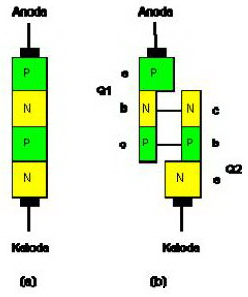 Anoda Anoda
P P e
Q1
N b N N c
P c P P b
N N Q2
e
Katoda Katoda
(a) (b)